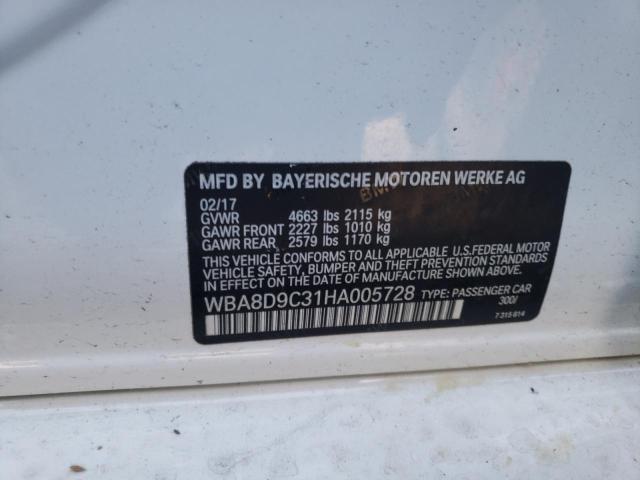 MFD BY BAYERISCHE MOTOREN WERKE AG
02/17
GVWR 4663 lbs 2115 kg
GAWR FRONT 2227 lbs 1010 kg
GAWR REAR 2579 lbs 1170 kg
THIS VEHICLE CONFORMS TO ALL APPLICABLE U.S.FEDERAL MOTOR
VEHICLE SAFETY, BUMPER, AND THEFT PREVENTION STANDARDS
IN EFFECT ON THE DATE OF MANUFACTURE SHOWN ABOVE.
WBA8D9C31HA005728 TYPE: PASSENGER CAR
300/
7 315 614